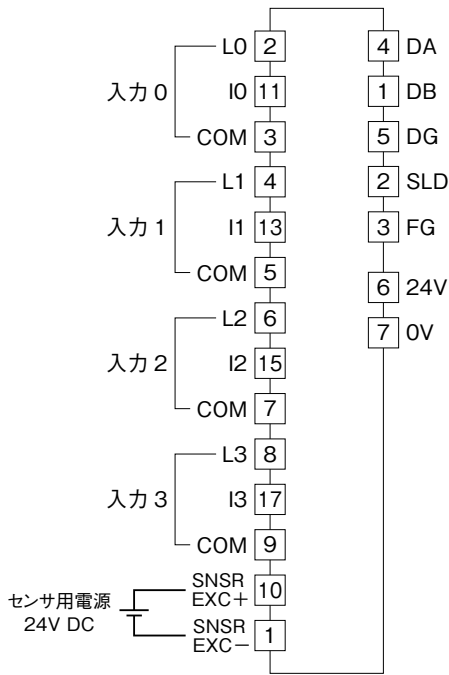 入力 0
L0 2
I0 11
COM 3
入力 1
L1 4
I1 13
COM 5
入力 2
L2 6
I2 15
COM 7
入力 3
L3 8
I3 17
COM 9
センサ用電源
24V DC
SNSR
EXC＋ 10
SNSR
EXC－ 1
4 DA
1 DB
5 DG
2 SLD
3 FG
6 24V
7 0V